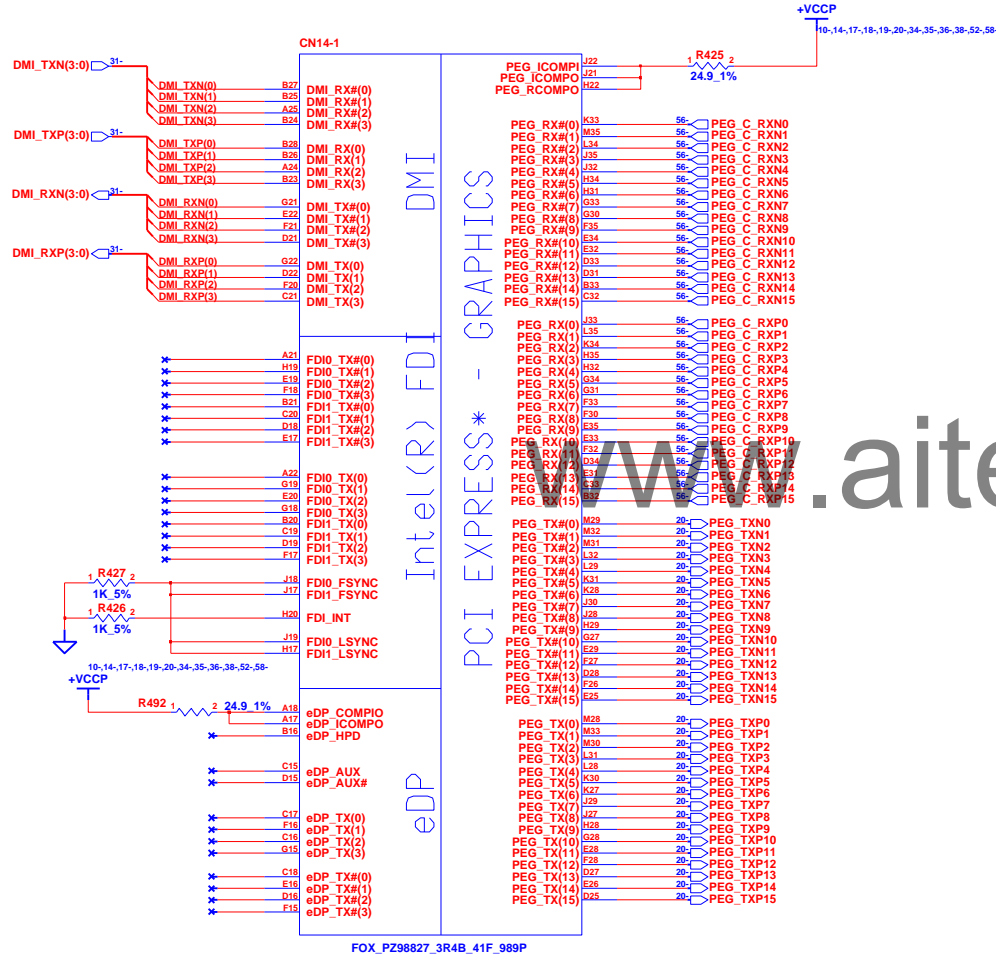 +VCCP
10-,14-,17-,18-,19-,20-,34-,35-,36-,38-,52-,58-
CN14-1
DMI_TXN(3:0) 31-
DMI_TXN(0) B27 DMI_RX#(0)
DMI_TXN(1) B25 DMI_RX#(1)
DMI_TXN(2) A25 DMI_RX#(2)
DMI_TXN(3) B24 DMI_RX#(3)
DMI_TXP(3:0) 31-
DMI_TXP(0) B28 DMI_RX(0)
DMI_TXP(1) B26 DMI_RX(1)
DMI_TXP(2) A24 DMI_RX(2)
DMI_TXP(3) B23 DMI_RX(3)
DMI_RXN(3:0) 31-
DMI_RXN(0) G21 DMI_TX#(0)
DMI_RXN(1) E22 DMI_TX#(1)
DMI_RXN(2) F21 DMI_TX#(2)
DMI_RXN(3) D21 DMI_TX#(3)
DMI_RXP(3:0) 31-
DMI_RXP(0) G22 DMI_TX(0)
DMI_RXP(1) D22 DMI_TX(1)
DMI_RXP(2) F20 DMI_TX(2)
DMI_RXP(3) C21 DMI_TX(3)
DMI
A21 FDI0_TX#(0)
H19 FDI0_TX#(1)
E19 FDI0_TX#(2)
F18 FDI0_TX#(3)
B21 FDI1_TX#(0)
C20 FDI1_TX#(1)
D18 FDI1_TX#(2)
E17 FDI1_TX#(3)
A22 FDI0_TX(0)
G19 FDI0_TX(1)
E20 FDI0_TX(2)
G18 FDI0_TX(3)
B20 FDI1_TX(0)
C19 FDI1_TX(1)
D19 FDI1_TX(2)
F17 FDI1_TX(3)
R427
1 2
1K_5%
J18 FDI0_FSYNC
J17 FDI1_FSYNC
R426
1 2
1K_5%
H20 FDI_INT
J19 FDI0_LSYNC
H17 FDI1_LSYNC
Intel(R) FDI
10-,14-,17-,18-,19-,20-,34-,35-,36-,38-,52-,58-
+VCCP
R492 1 2 24.9_1%
A18 eDP_COMPIO
A17 eDP_ICOMPO
B16 eDP_HPD
C15 eDP_AUX
D15 eDP_AUX#
C17 eDP_TX(0)
F16 eDP_TX(1)
C16 eDP_TX(2)
G15 eDP_TX(3)
C18 eDP_TX#(0)
E16 eDP_TX#(1)
D16 eDP_TX#(2)
F15 eDP_TX#(3)
eDP
PCI EXPRESS* - GRAPHICS
PEG_ICOMPI J22
PEG_ICOMPO J21
PEG_RCOMPO H22
R425
1 2
24.9_1%
PEG_RX#(0) K33 56- PEG_C_RXN0
PEG_RX#(1) M35 56- PEG_C_RXN1
PEG_RX#(2) L34 56- PEG_C_RXN2
PEG_RX#(3) J35 56- PEG_C_RXN3
PEG_RX#(4) J32 56- PEG_C_RXN4
PEG_RX#(5) H34 56- PEG_C_RXN5
PEG_RX#(6) H31 56- PEG_C_RXN6
PEG_RX#(7) G33 56- PEG_C_RXN7
PEG_RX#(8) G30 56- PEG_C_RXN8
PEG_RX#(9) F35 56- PEG_C_RXN9
PEG_RX#(10) E34 56- PEG_C_RXN10
PEG_RX#(11) E32 56- PEG_C_RXN11
PEG_RX#(12) D33 56- PEG_C_RXN12
PEG_RX#(13) D31 56- PEG_C_RXN13
PEG_RX#(14) B33 56- PEG_C_RXN14
PEG_RX#(15) C32 56- PEG_C_RXN15
PEG_RX(0) J33 56- PEG_C_RXP0
PEG_RX(1) L35 56- PEG_C_RXP1
PEG_RX(2) K34 56- PEG_C_RXP2
PEG_RX(3) H35 56- PEG_C_RXP3
PEG_RX(4) H32 56- PEG_C_RXP4
PEG_RX(5) G34 56- PEG_C_RXP5
PEG_RX(6) G31 56- PEG_C_RXP6
PEG_RX(7) F33 56- PEG_C_RXP7
PEG_RX(8) F30 56- PEG_C_RXP8
PEG_RX(9) E35 56- PEG_C_RXP9
PEG_RX(10) E33 56- PEG_C_RXP10
PEG_RX(11) F32 56- PEG_C_RXP11
PEG_RX(12) D34 56- PEG_C_RXP12
PEG_RX(13) E31 56- PEG_C_RXP13
PEG_RX(14) C33 56- PEG_C_RXP14
PEG_RX(15) B32 56- PEG_C_RXP15
www.aite
PEG_TX#(0) M29 20- PEG_TXN0
PEG_TX#(1) M32 20- PEG_TXN1
PEG_TX#(2) M31 20- PEG_TXN2
PEG_TX#(3) L32 20- PEG_TXN3
PEG_TX#(4) L29 20- PEG_TXN4
PEG_TX#(5) K31 20- PEG_TXN5
PEG_TX#(6) K28 20- PEG_TXN6
PEG_TX#(7) J30 20- PEG_TXN7
PEG_TX#(8) J28 20- PEG_TXN8
PEG_TX#(9) H29 20- PEG_TXN9
PEG_TX#(10) G27 20- PEG_TXN10
PEG_TX#(11) E29 20- PEG_TXN11
PEG_TX#(12) F27 20- PEG_TXN12
PEG_TX#(13) D28 20- PEG_TXN13
PEG_TX#(14) F26 20- PEG_TXN14
PEG_TX#(15) E25 20- PEG_TXN15
PEG_TX(0) M28 20- PEG_TXP0
PEG_TX(1) M33 20- PEG_TXP1
PEG_TX(2) M30 20- PEG_TXP2
PEG_TX(3) L31 20- PEG_TXP3
PEG_TX(4) L28 20- PEG_TXP4
PEG_TX(5) K30 20- PEG_TXP5
PEG_TX(6) K27 20- PEG_TXP6
PEG_TX(7) J29 20- PEG_TXP7
PEG_TX(8) J27 20- PEG_TXP8
PEG_TX(9) H28 20- PEG_TXP9
PEG_TX(10) G28 20- PEG_TXP10
PEG_TX(11) E28 20- PEG_TXP11
PEG_TX(12) F28 20- PEG_TXP12
PEG_TX(13) D27 20- PEG_TXP13
PEG_TX(14) E26 20- PEG_TXP14
PEG_TX(15) D25 20- PEG_TXP15
FOX_PZ98827_3R4B_41F_989P